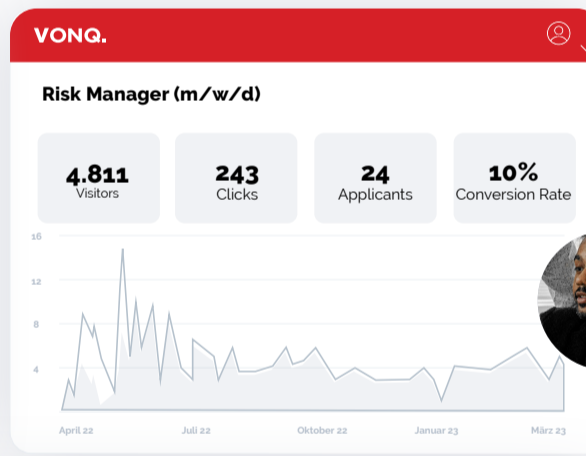 VONQ.
Risk Manager (m/w/d)
4.811
Visitors
243
Clicks
24
Applicants
10%
Conversion Rate
16
12
8
4
April 22
Juli 22
Oktober 22
Januar 23
März 23